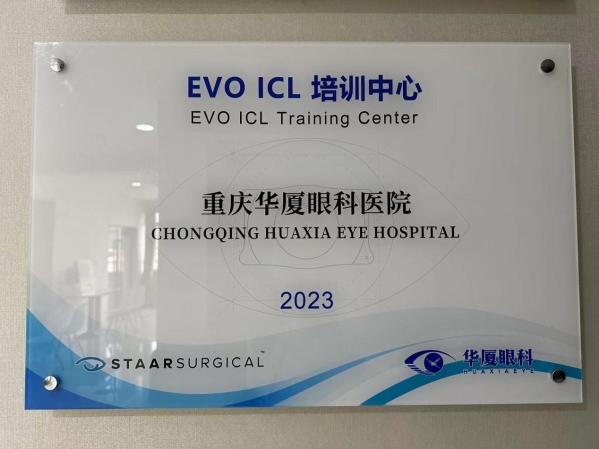 EVO ICL 培训中心
EVO ICL Training Center
重庆华厦眼科医院
CHONGQING HUAXIA EYE HOSPITAL
2023
STAARSURGICAL™
华厦眼科
HUAXIAEYE